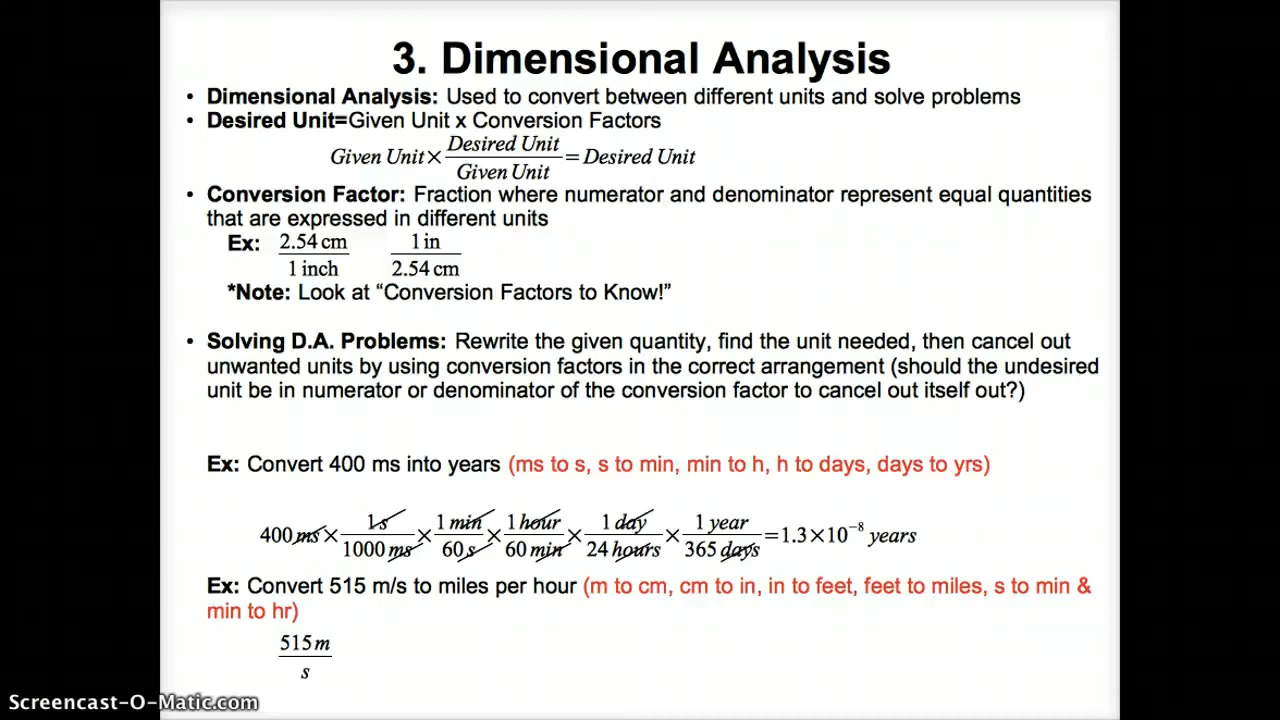 3. Dimensional Analysis
• Dimensional Analysis: Used to convert between different units and solve problems
• Desired Unit=Given Unit x Conversion Factors
Given Unit × Desired Unit / Given Unit = Desired Unit
• Conversion Factor: Fraction where numerator and denominator represent equal quantities
that are expressed in different units
Ex: 2.54 cm / 1 inch 1 in / 2.54 cm
*Note: Look at “Conversion Factors to Know!”
• Solving D.A. Problems: Rewrite the given quantity, find the unit needed, then cancel out
unwanted units by using conversion factors in the correct arrangement (should the undesired
unit be in numerator or denominator of the conversion factor to cancel out itself out?)
Ex: Convert 400 ms into years (ms to s, s to min, min to h, h to days, days to yrs)
400 ms × 1 s / 1000 ms × 1 min / 60 s × 1 hour / 60 min × 1 day / 24 hours × 1 year / 365 days = 1.3×10⁻⁸ years
Ex: Convert 515 m/s to miles per hour (m to cm, cm to in, in to feet, feet to miles, s to min &
min to hr)
515 m / s
Screencast-O-Matic.com